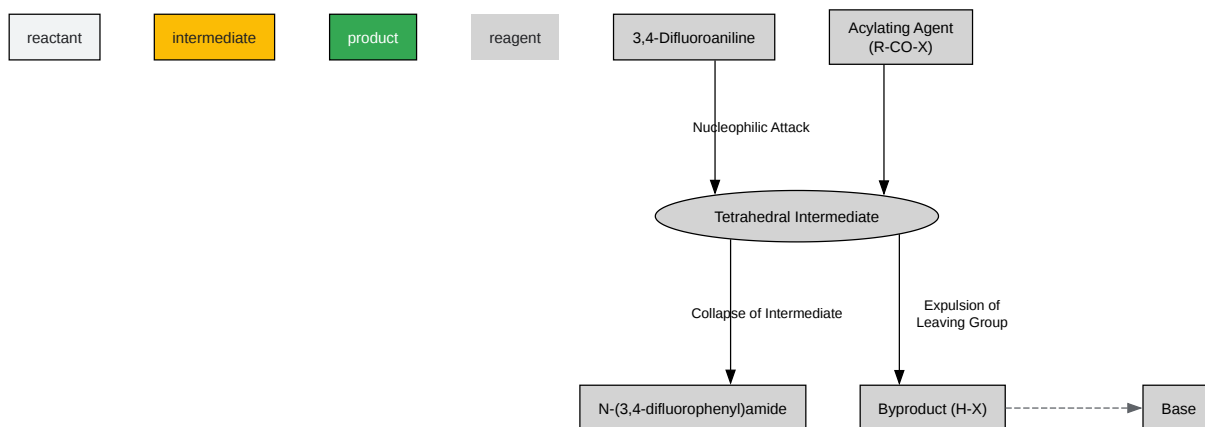 reactant
intermediate
product
reagent
3,4-Difluoroaniline
Acylating Agent
(R-CO-X)
Nucleophilic Attack
Tetrahedral Intermediate
Collapse of Intermediate
Expulsion of
Leaving Group
N-(3,4-difluorophenyl)amide
Byproduct (H-X)
Base